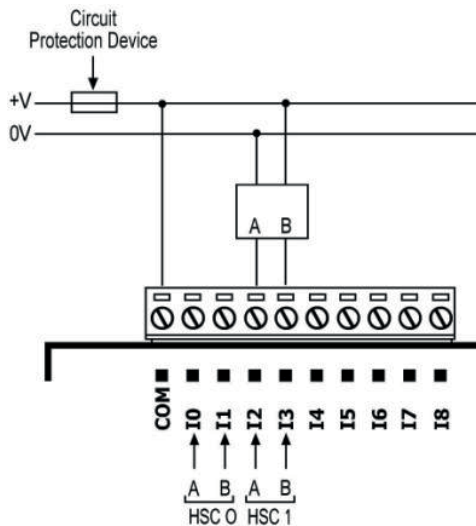 Circuit
Protection Device
+V
0V
A B
COM I0 I1 I2 I3 I4 I5 I6 I7 I8
A B A B
HSC 0 HSC 1